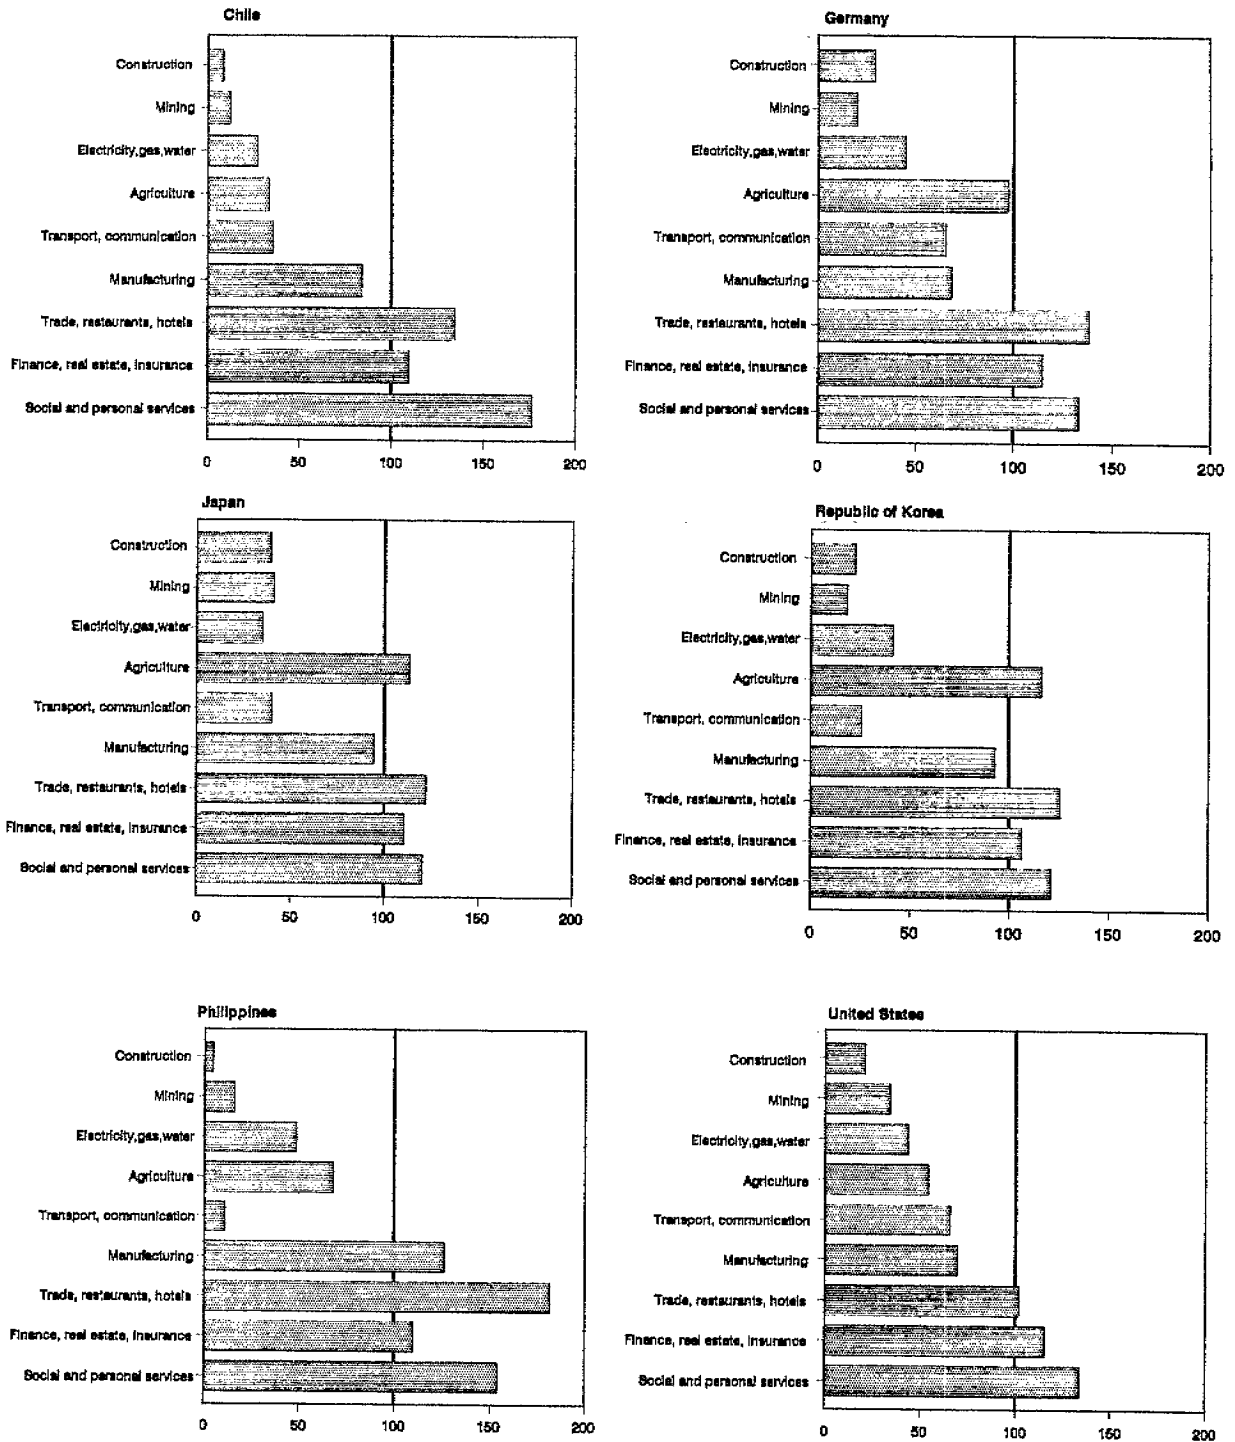 Chile
Construction
Mining
Electricity,gas,water
Agriculture
Transport, communication
Manufacturing
Trade, restaurants, hotels
Finance, real estate, insurance
Social and personal services
0 50 100 150 200
Germany
Construction
Mining
Electricity,gas,water
Agriculture
Transport, communication
Manufacturing
Trade, restaurants, hotels
Finance, real estate, insurance
Social and personal services
0 50 100 150 200
Japan
Construction
Mining
Electricity,gas,water
Agriculture
Transport, communication
Manufacturing
Trade, restaurants, hotels
Finance, real estate, insurance
Social and personal services
0 50 100 150 200
Republic of Korea
Construction
Mining
Electricity,gas,water
Agriculture
Transport, communication
Manufacturing
Trade, restaurants, hotels
Finance, real estate, insurance
Social and personal services
0 50 100 150 200
Philippines
Construction
Mining
Electricity,gas,water
Agriculture
Transport, communication
Manufacturing
Trade, restaurants, hotels
Finance, real estate, insurance
Social and personal services
0 50 100 150 200
United States
Construction
Mining
Electricity,gas,water
Agriculture
Transport, communication
Manufacturing
Trade, restaurants, hotels
Finance, real estate, insurance
Social and personal services
0 50 100 150 200